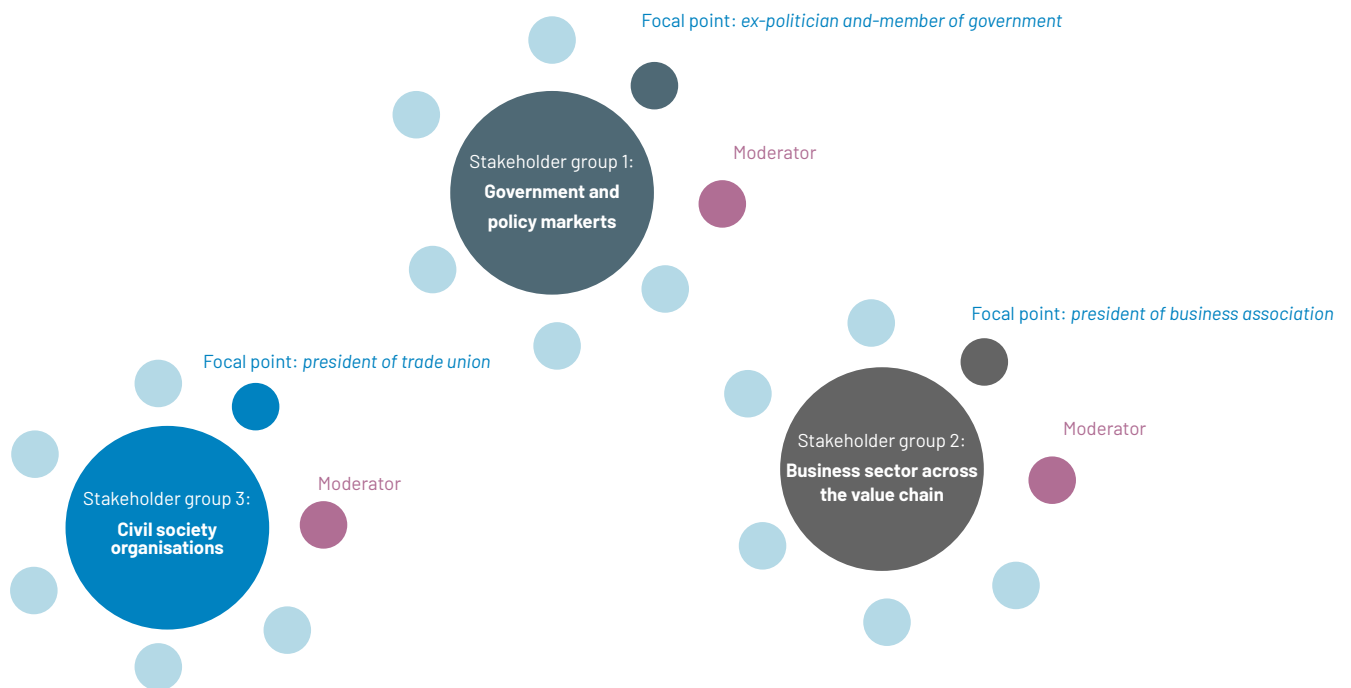 Focal point: ex-politician and-member of government
Moderator
Stakeholder group 1:
Government and
policy markerts
Focal point: president of business association
Moderator
Stakeholder group 2:
Business sector across
the value chain
Focal point: president of trade union
Moderator
Stakeholder group 3:
Civil society
organisations